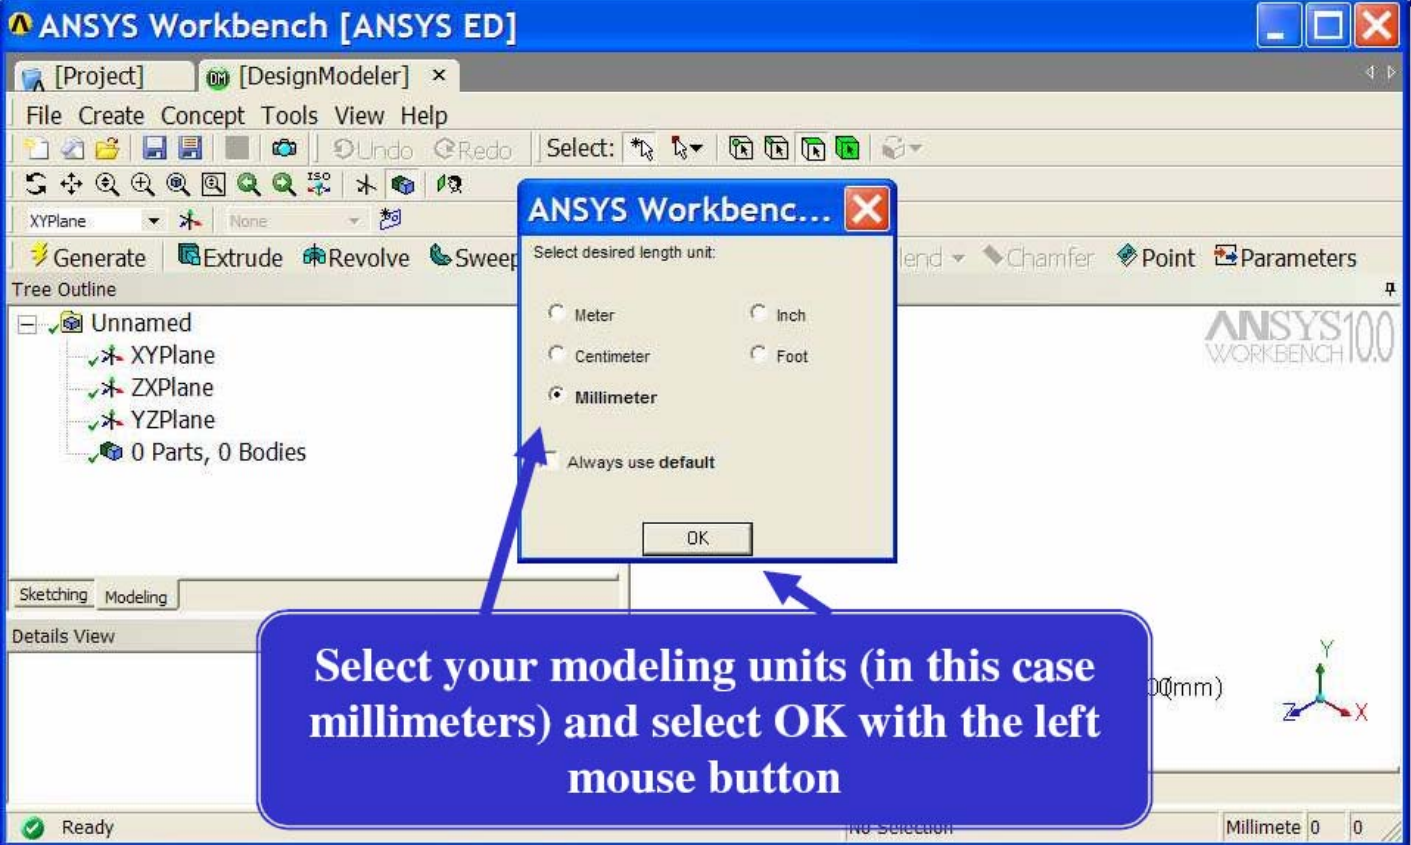 ANSYS Workbench [ANSYS ED]
[Project] [DesignModeler] ×
File Create Concept Tools View Help
Undo Redo Select:
ISO
XYPlane None
Generate Extrude Revolve Sweep Chamfer Point Parameters
Tree Outline
Unnamed
XYPlane
ZXPlane
YZPlane
0 Parts, 0 Bodies
ANSYS 10.0
WORKBENCH
ANSYS Workbenc...
Select desired length unit:
Meter Inch
Centimeter Foot
Millimeter
Always use default
OK
Sketching Modeling
Details View
Select your modeling units (in this case
millimeters) and select OK with the left
mouse button
(mm)
Y
Z X
Ready No Selection Millimete 0 0